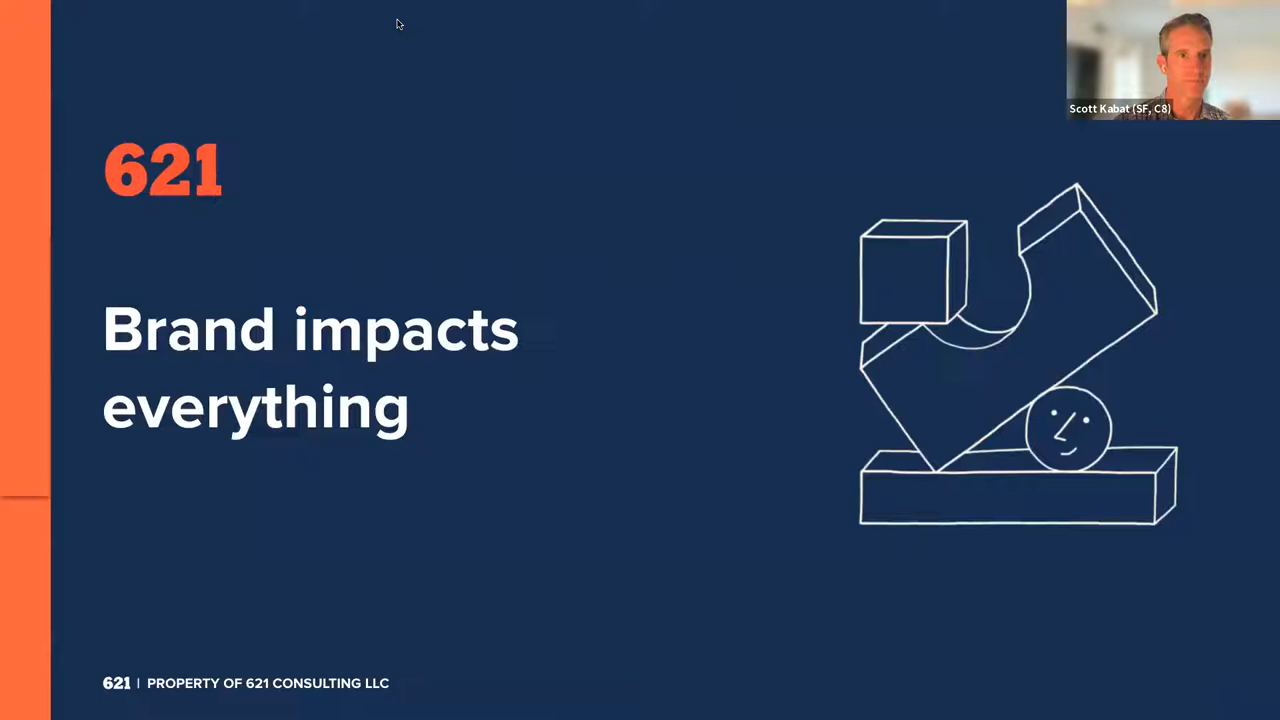 Scott Kabat (SF, C8)
621
Brand impacts
everything
621 | PROPERTY OF 621 CONSULTING LLC